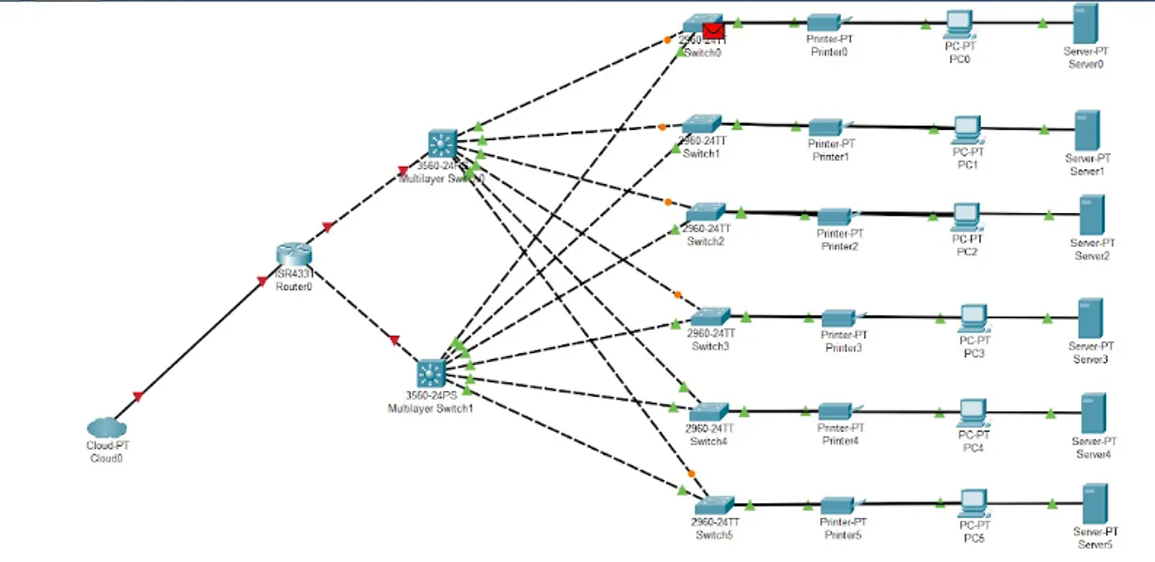 2960-24TT
Switch0
Printer-PT
Printer0
PC-PT
PC0
Server-PT
Server0
2960-24TT
Switch1
Printer-PT
Printer1
PC-PT
PC1
Server-PT
Server1
3560-24PS
Multilayer Switch0
2960-24TT
Switch2
Printer-PT
Printer2
PC-PT
PC2
Server-PT
Server2
ISR4331
Router0
2960-24TT
Switch3
Printer-PT
Printer3
PC-PT
PC3
Server-PT
Server3
3560-24PS
Multilayer Switch1
2960-24TT
Switch4
Printer-PT
Printer4
PC-PT
PC4
Server-PT
Server4
Cloud-PT
Cloud0
2960-24TT
Switch5
Printer-PT
Printer5
PC-PT
PC5
Server-PT
Server5